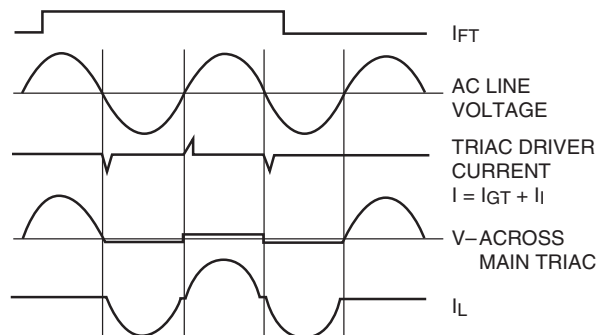 IFT
AC LINE
VOLTAGE
TRIAC DRIVER
CURRENT
I = IGT + II
V–ACROSS
MAIN TRIAC
IL